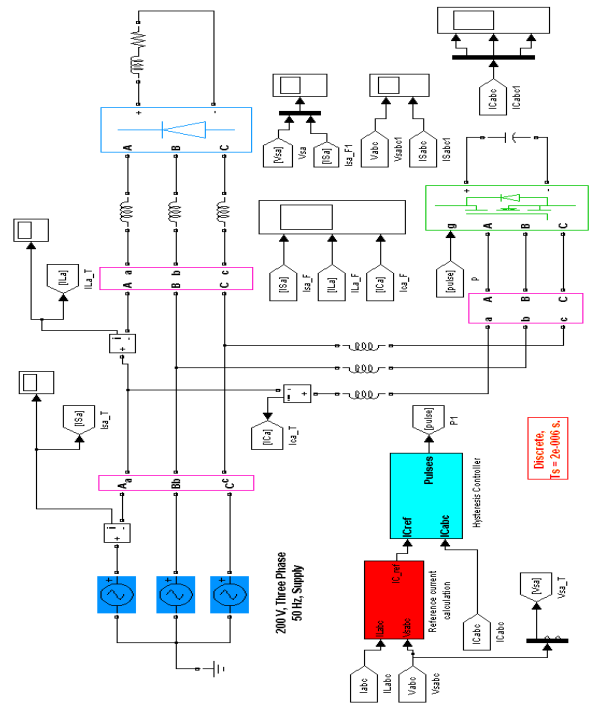 ICabc
ICabc1
+
-
A
B
C
[Vsa]
Vsa
[ISa]
Isa_F1
Vabc
Vsabc1
ISabc
ISabc1
+
-
g
A
B
C
[pulse]
P
A
B
C
a
b
c
[ISa]
Isa_F
[ILa]
ILa_F
[ICa]
Ica_F
[ILa]
ILa_T
a
b
c
A
B
C
i
+
-
[ISa]
Isa_T
[ICa]
Ica_T
i
+
-
[pulse]
P1
Discrete,
Ts = 2e-006 s.
Pulses
ICref
ICabc
Hysteresis Controller
a
b
c
A
B
C
i
+
-
200 V, Three Phase
50 Hz, Supply
IC_ref
ILabc
Vsabc
Reference current
calculation
ICabc
ICabc
[Vsa]
Vsa_T
Iabc
ILabc
Vabc
Vsabc